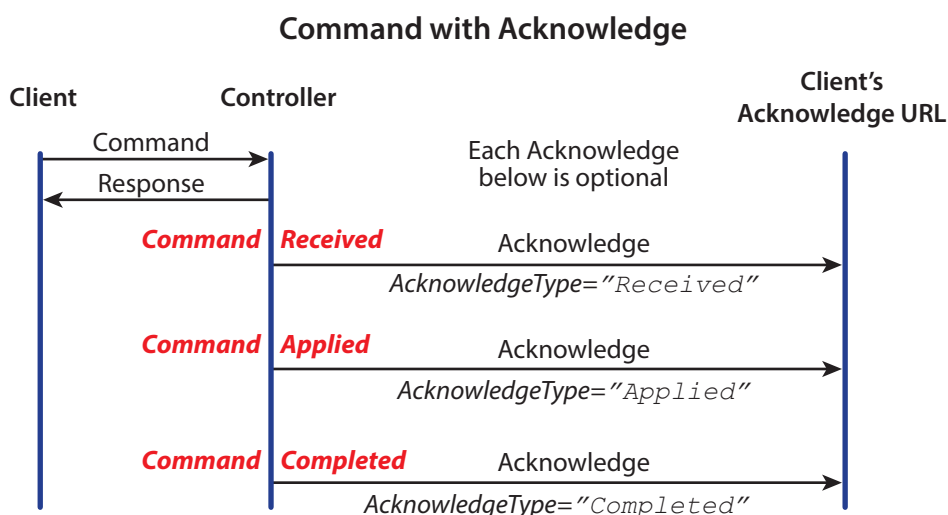 Command with Acknowledge
Client
Controller
Client's
Acknowledge URL
Command
Response
Each Acknowledge
below is optional
Command Received
Acknowledge
AcknowledgeType="Received"
Command Applied
Acknowledge
AcknowledgeType="Applied"
Command Completed
Acknowledge
AcknowledgeType="Completed"